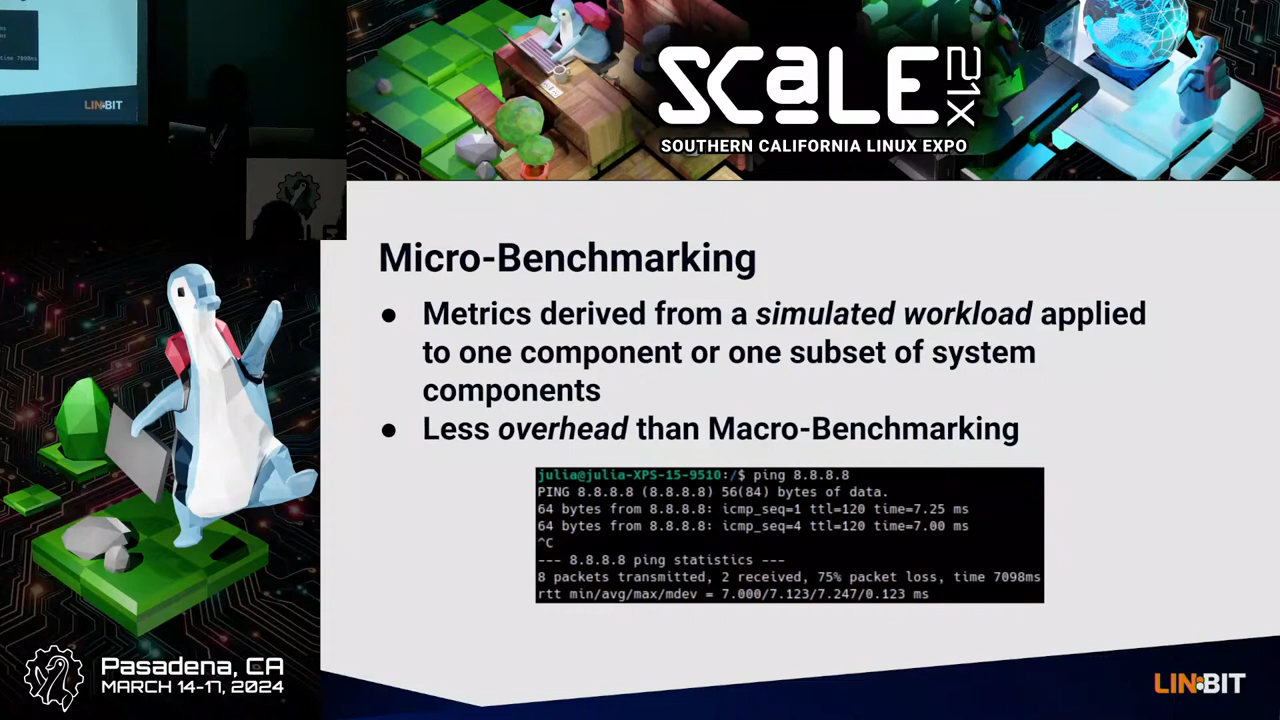 time 7098ms
LINBIT
SCaLE 21X
SOUTHERN CALIFORNIA LINUX EXPO
Micro-Benchmarking
● Metrics derived from a simulated workload applied
to one component or one subset of system
components
● Less overhead than Macro-Benchmarking
julia@julia-XPS-15-9510:/$ ping 8.8.8.8
PING 8.8.8.8 (8.8.8.8) 56(84) bytes of data.
64 bytes from 8.8.8.8: icmp_seq=1 ttl=120 time=7.25 ms
64 bytes from 8.8.8.8: icmp_seq=4 ttl=120 time=7.00 ms
^C
--- 8.8.8.8 ping statistics ---
8 packets transmitted, 2 received, 75% packet loss, time 7098ms
rtt min/avg/max/mdev = 7.000/7.123/7.247/0.123 ms
Pasadena, CA
MARCH 14-17, 2024
LINBIT